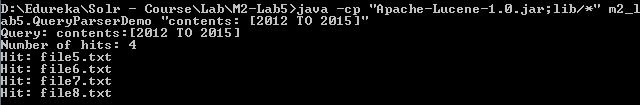 D:\Edureka\Solr - Course\Lab\M2-Lab5>java -cp "Apache-Lucene-1.0.jar;lib/*" m2_l
ab5.QueryParserDemo "contents: [2012 TO 2015]"
Query: contents:[2012 TO 2015]
Number of hits: 4
Hit: file5.txt
Hit: file6.txt
Hit: file7.txt
Hit: file8.txt